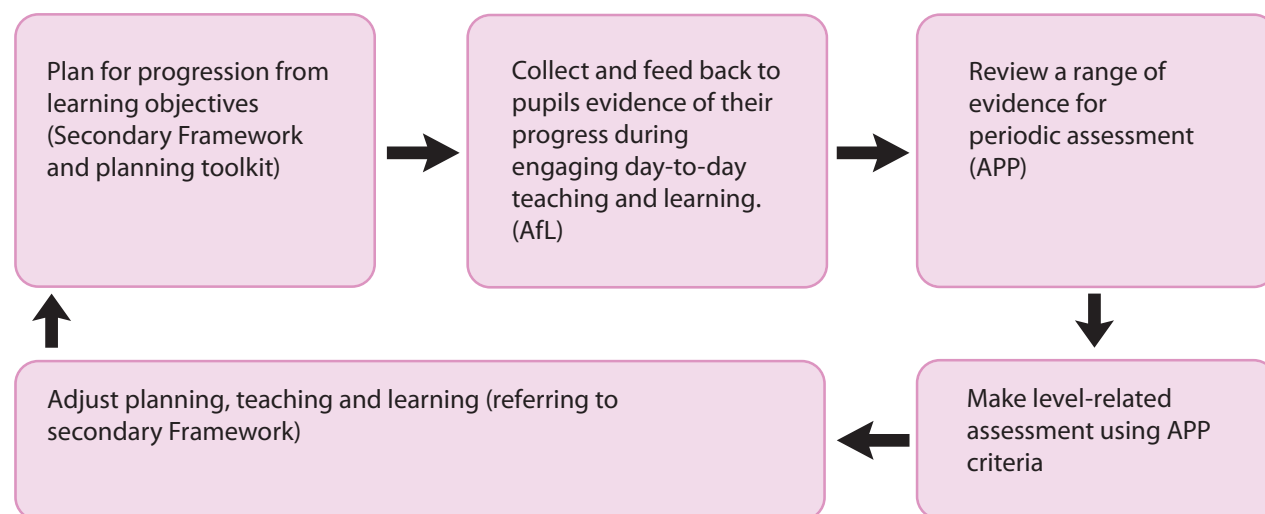 Plan for progression from
learning objectives
(Secondary Framework
and planning toolkit)
Collect and feed back to
pupils evidence of their
progress during
engaging day-to-day
teaching and learning.
(AfL)
Review a range of
evidence for
periodic assessment
(APP)
Make level-related
assessment using APP
criteria
Adjust planning, teaching and learning (referring to
secondary Framework)